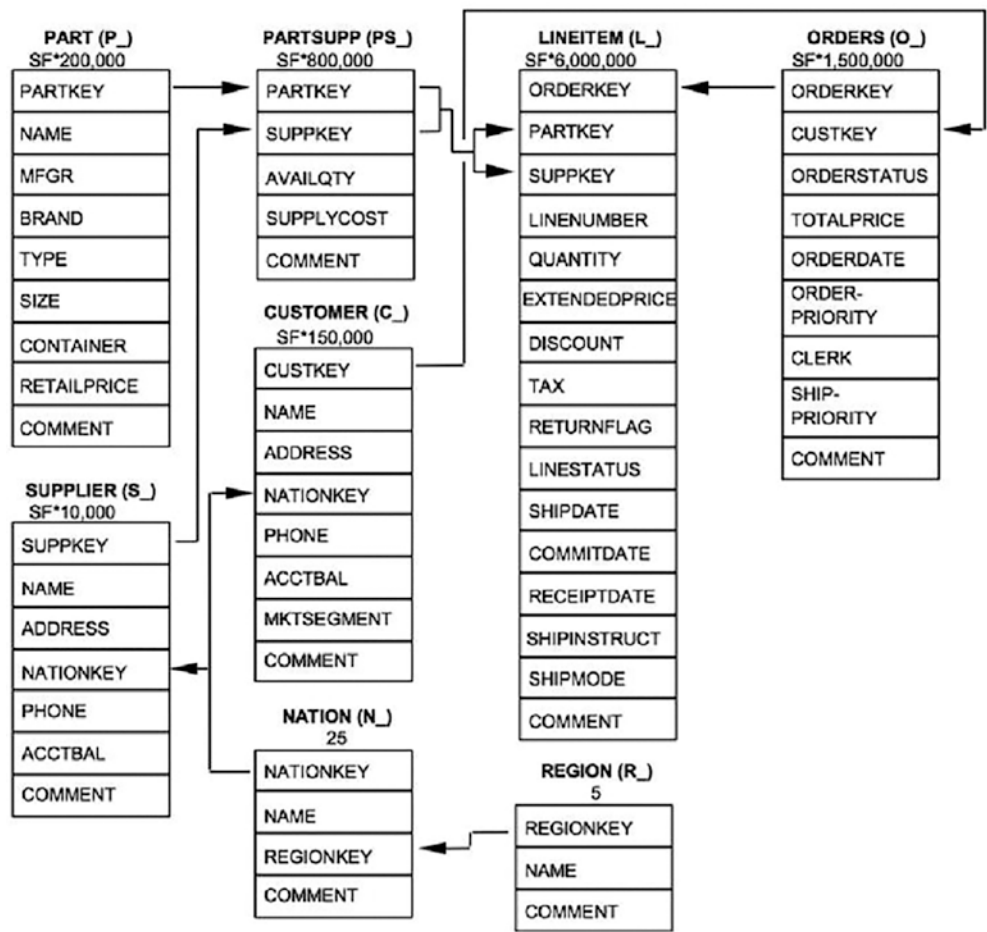 PART (P_)
SF*200,000
PARTKEY
NAME
MFGR
BRAND
TYPE
SIZE
CONTAINER
RETAILPRICE
COMMENT
SUPPLIER (S_)
SF*10,000
SUPPKEY
NAME
ADDRESS
NATIONKEY
PHONE
ACCTBAL
COMMENT
PARTSUPP (PS_)
SF*800,000
PARTKEY
SUPPKEY
AVAILQTY
SUPPLYCOST
COMMENT
CUSTOMER (C_)
SF*150,000
CUSTKEY
NAME
ADDRESS
NATIONKEY
PHONE
ACCTBAL
MKTSEGMENT
COMMENT
NATION (N_)
25
NATIONKEY
NAME
REGIONKEY
COMMENT
LINEITEM (L_)
SF*6,000,000
ORDERKEY
PARTKEY
SUPPKEY
LINENUMBER
QUANTITY
EXTENDEDPRICE
DISCOUNT
TAX
RETURNFLAG
LINESTATUS
SHIPDATE
COMMITDATE
RECEIPTDATE
SHIPINSTRUCT
SHIPMODE
COMMENT
REGION (R_)
5
REGIONKEY
NAME
COMMENT
ORDERS (O_)
SF*1,500,000
ORDERKEY
CUSTKEY
ORDERSTATUS
TOTALPRICE
ORDERDATE
ORDER-
PRIORITY
CLERK
SHIP-
PRIORITY
COMMENT